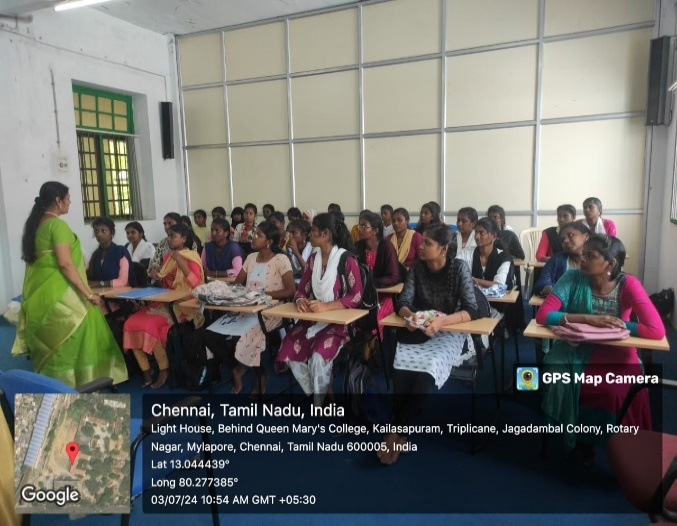 GPS Map Camera
Chennai, Tamil Nadu, India
Light House, Behind Queen Mary's College, Kailasapuram, Triplicane, Jagadambal Colony, Rotary
Nagar, Mylapore, Chennai, Tamil Nadu 600005, India
Lat 13.044439°
Long 80.277385°
03/07/24 10:54 AM GMT +05:30
Google